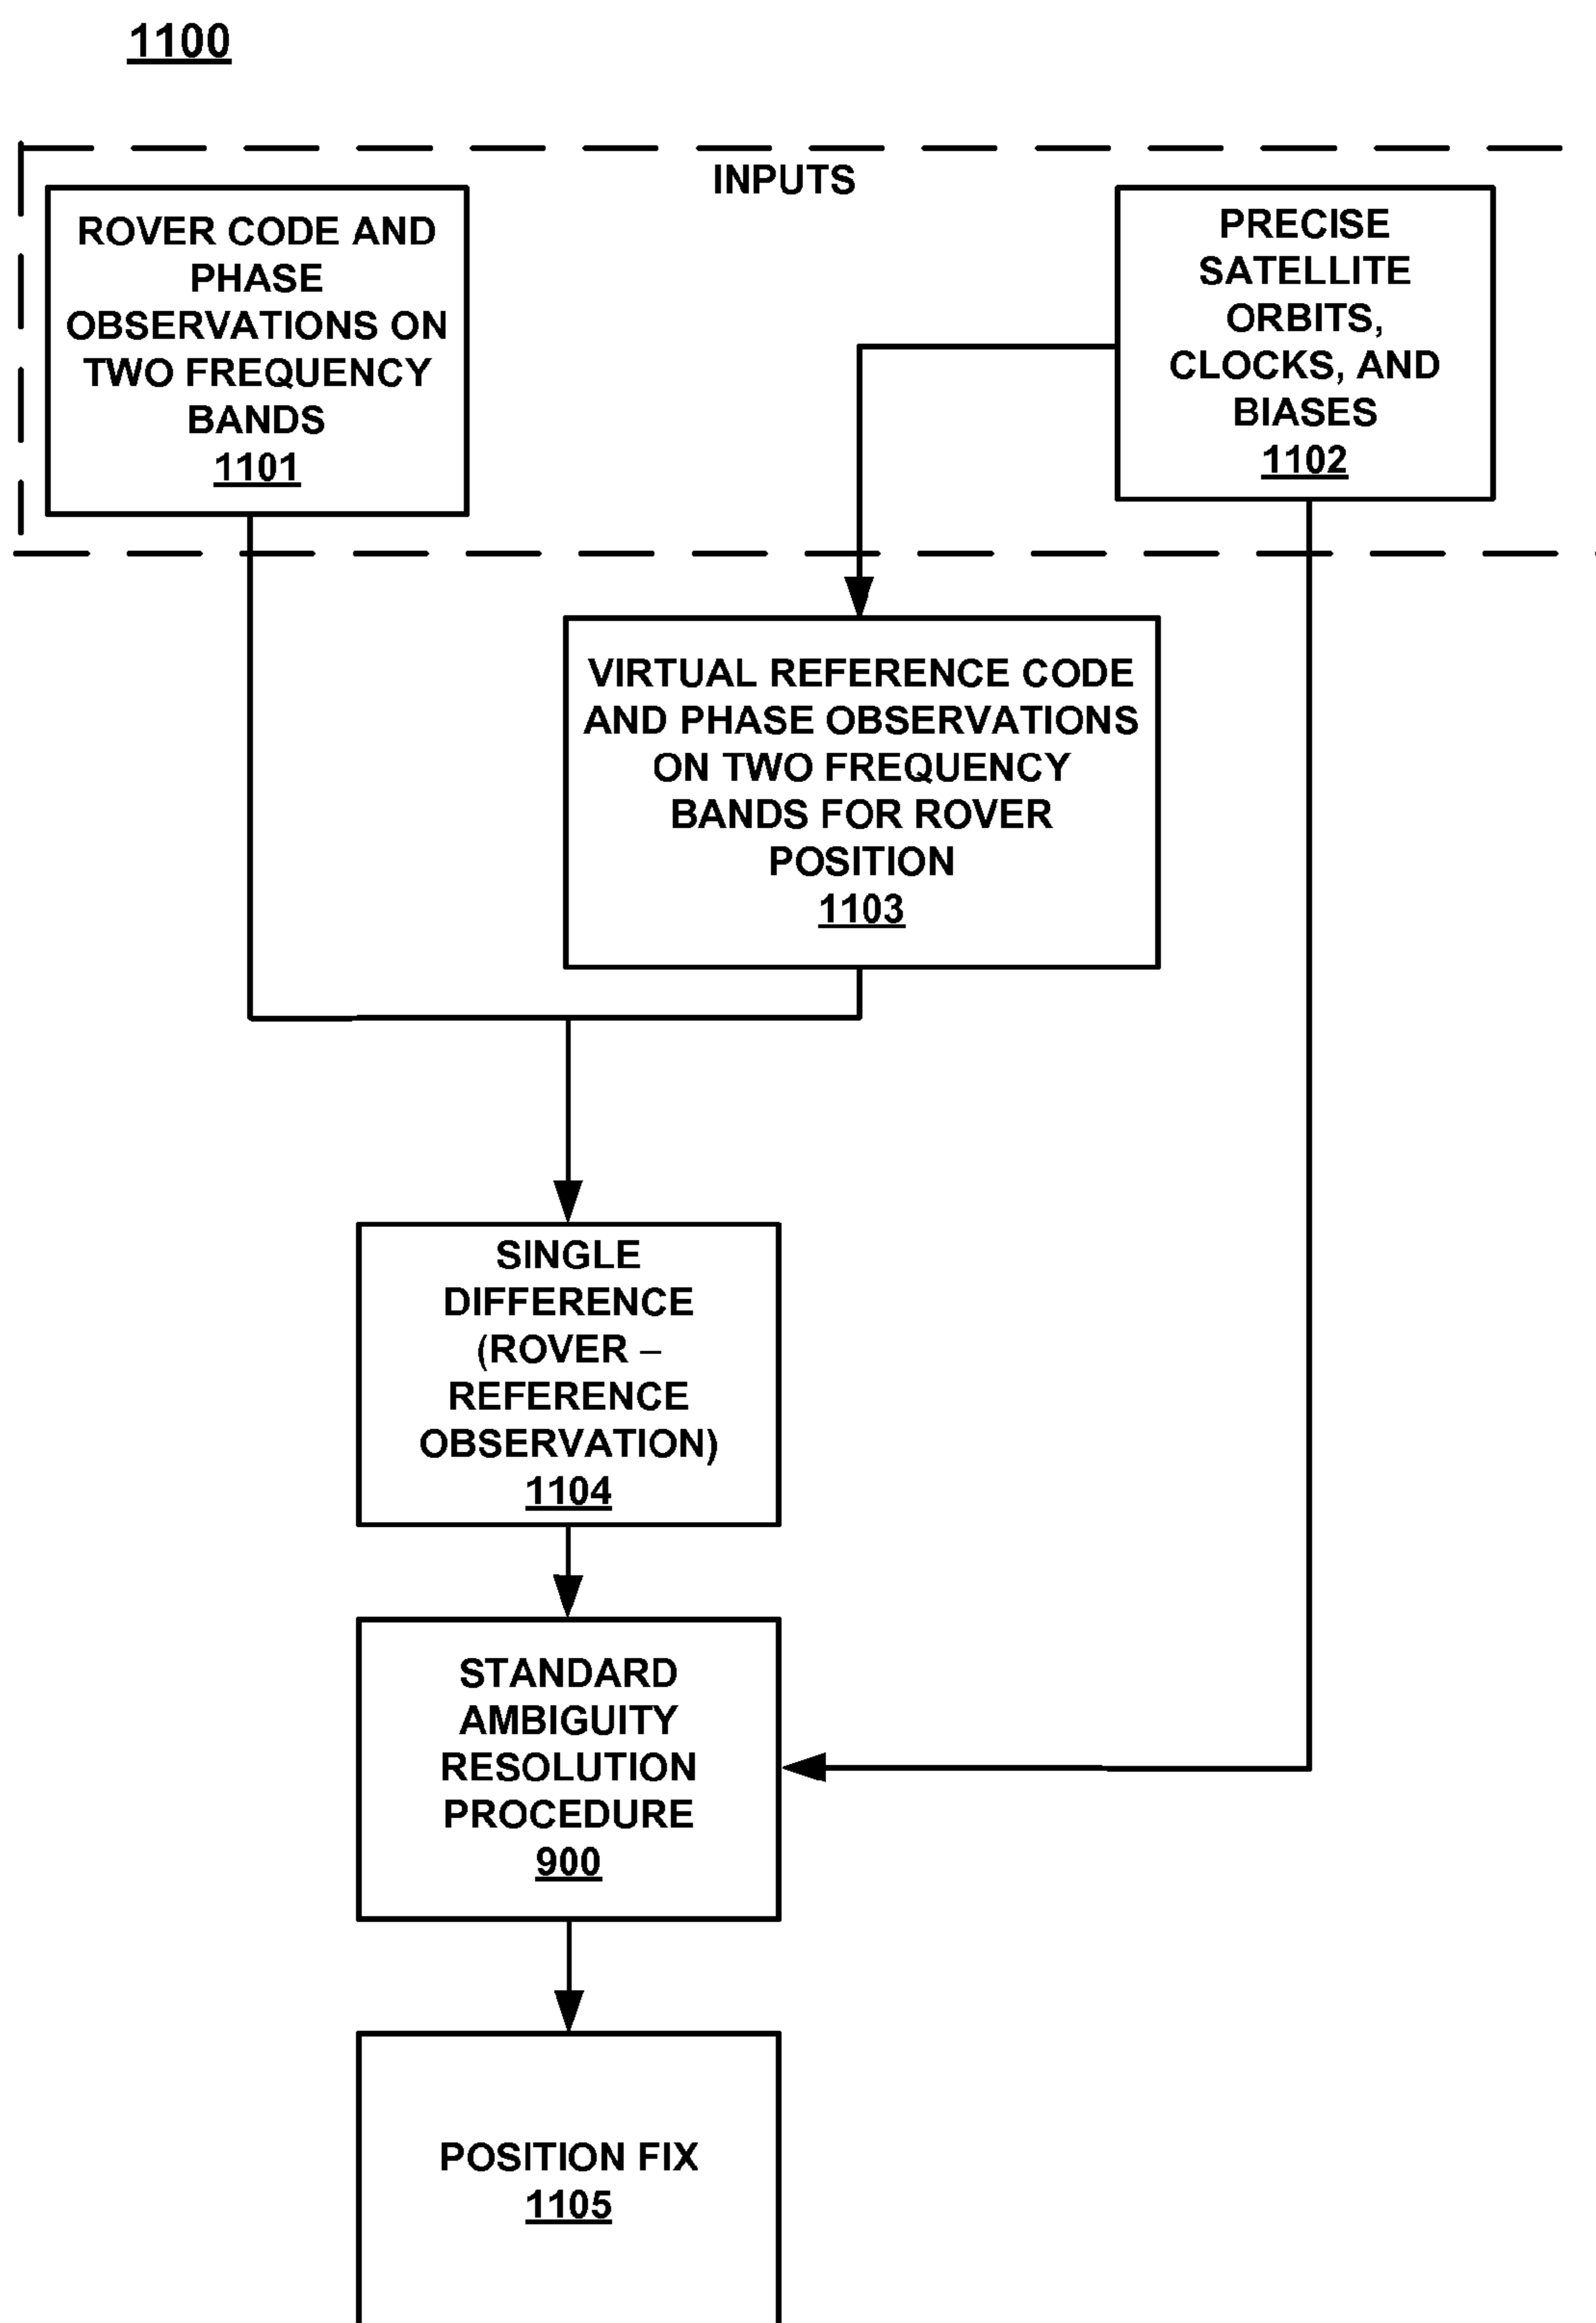 1100
INPUTS
ROVER CODE AND
PHASE
OBSERVATIONS ON
TWO FREQUENCY
BANDS
1101
PRECISE
SATELLITE
ORBITS,
CLOCKS, AND
BIASES
1102
VIRTUAL REFERENCE CODE
AND PHASE OBSERVATIONS
ON TWO FREQUENCY
BANDS FOR ROVER
POSITION
1103
SINGLE
DIFFERENCE
(ROVER –
REFERENCE
OBSERVATION)
1104
STANDARD
AMBIGUITY
RESOLUTION
PROCEDURE
900
POSITION FIX
1105